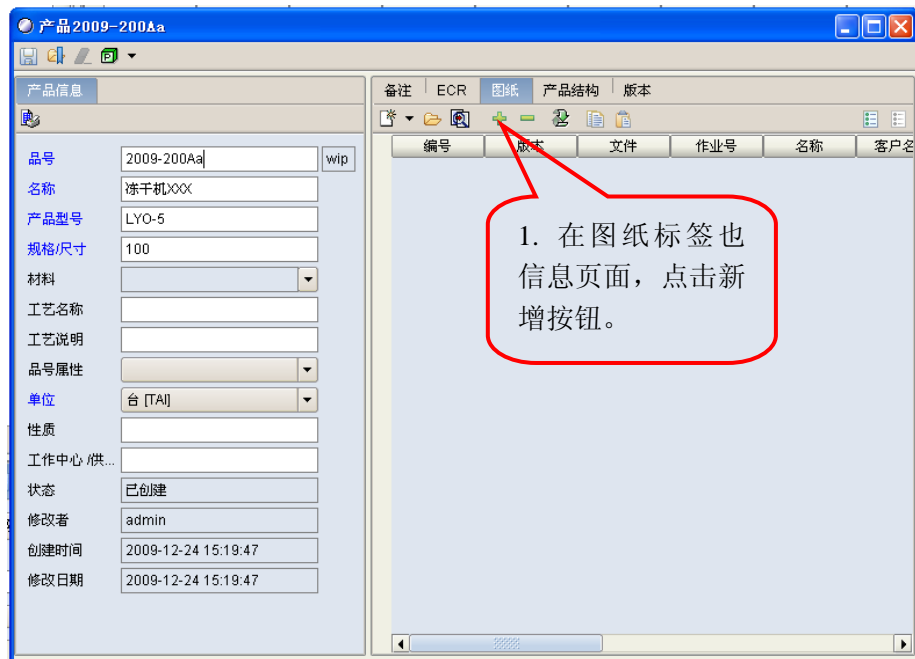 产品2009-200Aa
产品信息
备注 ECR 图纸 产品结构 版本
编号 版本 文件 作业号 名称 客户名
品号 2009-200Aa wip
名称 冻干机XXX
产品型号 LYO-5
规格/尺寸 100
材料
工艺名称
工艺说明
品号属性
单位 台 [TAI]
性质
工作中心 /供...
状态 已创建
修改者 admin
创建时间 2009-12-24 15:19:47
修改日期 2009-12-24 15:19:47
1. 在图纸标签也
信息页面，点击新
增按钮。